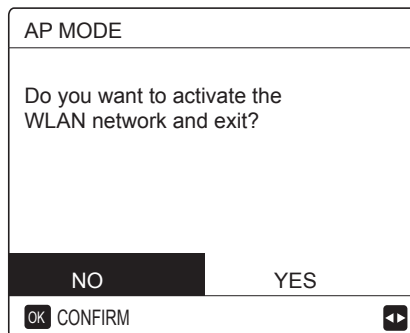 AP MODE
Do you want to activate the
WLAN network and exit?
NO YES
OK CONFIRM